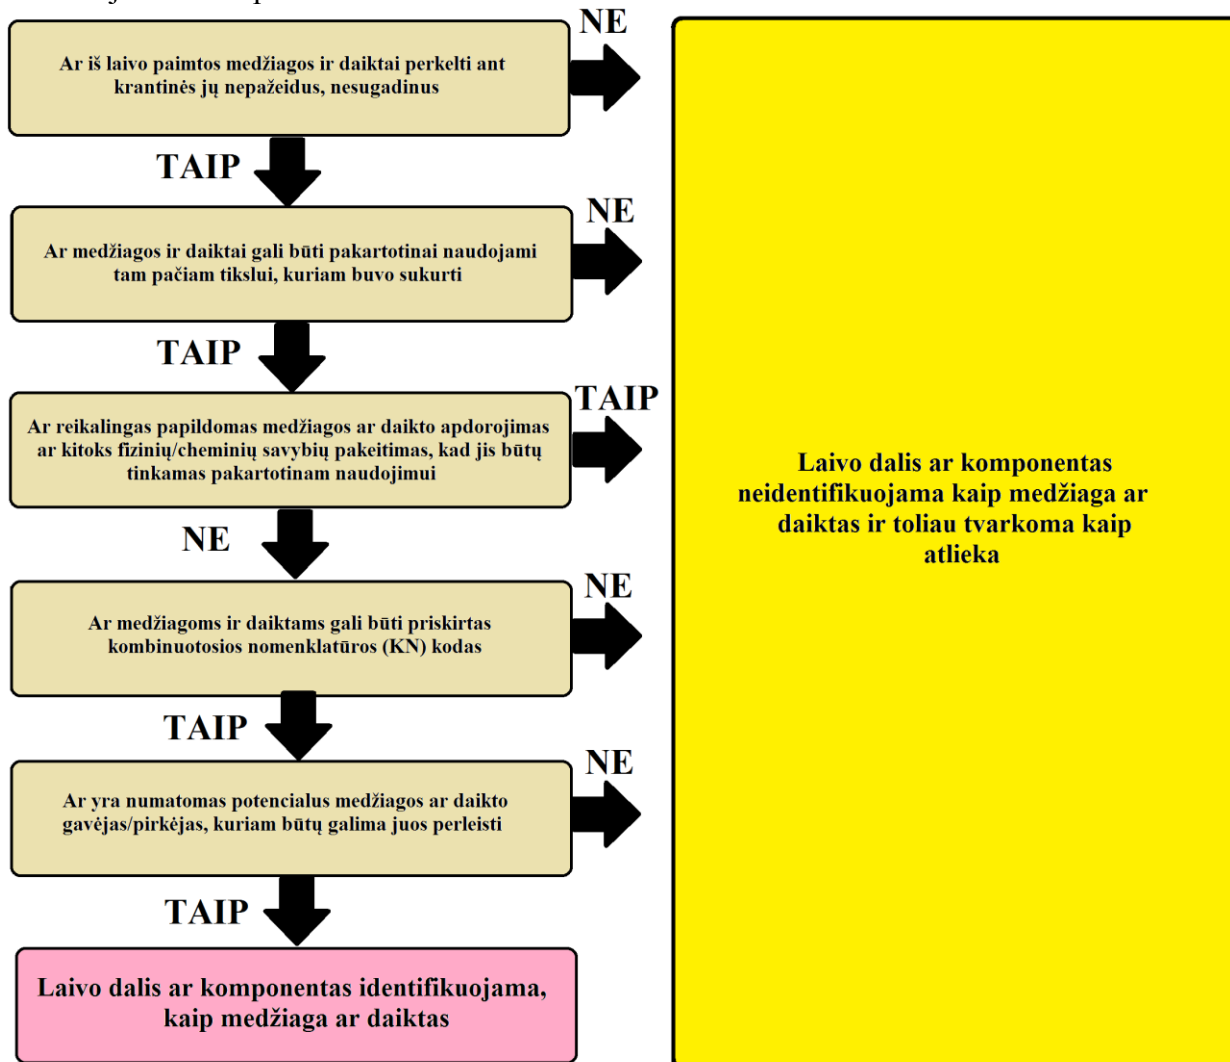 NE
Ar iš laivo paimtos medžiagos ir daiktai perkelti ant
krantinės jų nepažeidus, nesugadinus
TAIP
NE
Ar medžiagos ir daiktai gali būti pakartotinai naudojami
tam pačiam tikslui, kuriam buvo sukurti
TAIP
TAIP
Ar reikalingas papildomas medžiagos ar daikto apdorojimas
ar kitoks fizinių/cheminių savybių pakeitimas, kad jis būtų
tinkamas pakartotinam naudojimui
NE
NE
Ar medžiagoms ir daiktams gali būti priskirtas
kombinuotosios nomenklatūros (KN) kodas
TAIP
NE
Ar yra numatomas potencialus medžiagos ar daikto
gavėjas/pirkėjas, kuriam būtų galima juos perleisti
TAIP
Laivo dalis ar komponentas identifikuojama,
kaip medžiaga ar daiktas
Laivo dalis ar komponentas
neidentifikuojama kaip medžiaga ar
daiktas ir toliau tvarkoma kaip
atlieka